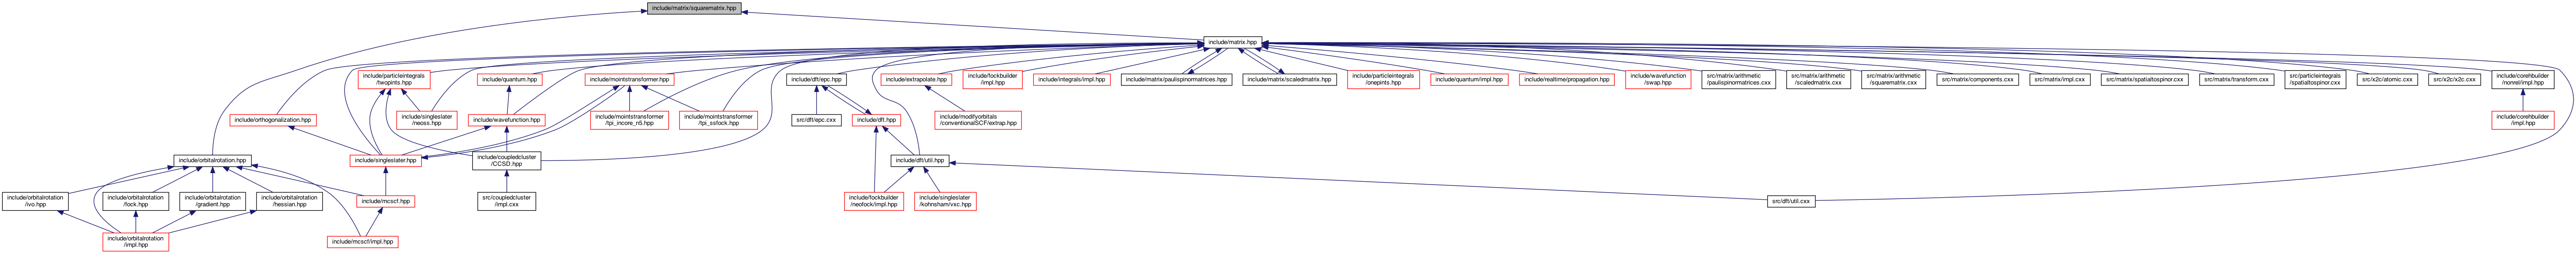 include/matrix/squarematrix.hpp
include/matrix.hpp
include/particleintegrals
/twopints.hpp
include/quantum.hpp
include/mointstransformer.hpp
include/dft/epc.hpp
include/extrapolate.hpp
include/fockbuilder
/impl.hpp
include/integrals/impl.hpp
include/matrix/paulispinormatrices.hpp
include/matrix/scaledmatrix.hpp
include/particleintegrals
/onepints.hpp
include/quantum/impl.hpp
include/realtime/propagation.hpp
include/wavefunction
/swap.hpp
src/matrix/arithmetic
/paulispinormatrices.cxx
src/matrix/arithmetic
/scaledmatrix.cxx
src/matrix/arithmetic
/squarematrix.cxx
src/matrix/components.cxx
src/matrix/impl.cxx
src/matrix/spatialtospinor.cxx
src/matrix/transform.cxx
src/particleintegrals
/spatialtospinor.cxx
src/x2c/atomic.cxx
src/x2c/x2c.cxx
include/corehbuilder
/nonrel/impl.hpp
include/orthogonalization.hpp
include/singleslater
/neoss.hpp
include/wavefunction.hpp
include/mointstransformer
/tpi_incore_n5.hpp
include/mointstransformer
/tpi_ssfock.hpp
src/dft/epc.cxx
include/dft.hpp
include/modifyorbitals
/conventionalSCF/extrap.hpp
include/corehbuilder
/impl.hpp
include/orbitalrotation.hpp
include/singleslater.hpp
include/coupledcluster
/CCSD.hpp
include/dft/util.hpp
include/orbitalrotation
/ivo.hpp
include/orbitalrotation
/fock.hpp
include/orbitalrotation
/gradient.hpp
include/orbitalrotation
/hessian.hpp
include/mcscf.hpp
src/coupledcluster
/impl.cxx
include/fockbuilder
/neofock/impl.hpp
include/singleslater
/kohnsham/vxc.hpp
src/dft/util.cxx
include/orbitalrotation
/impl.hpp
include/mcscf/impl.hpp